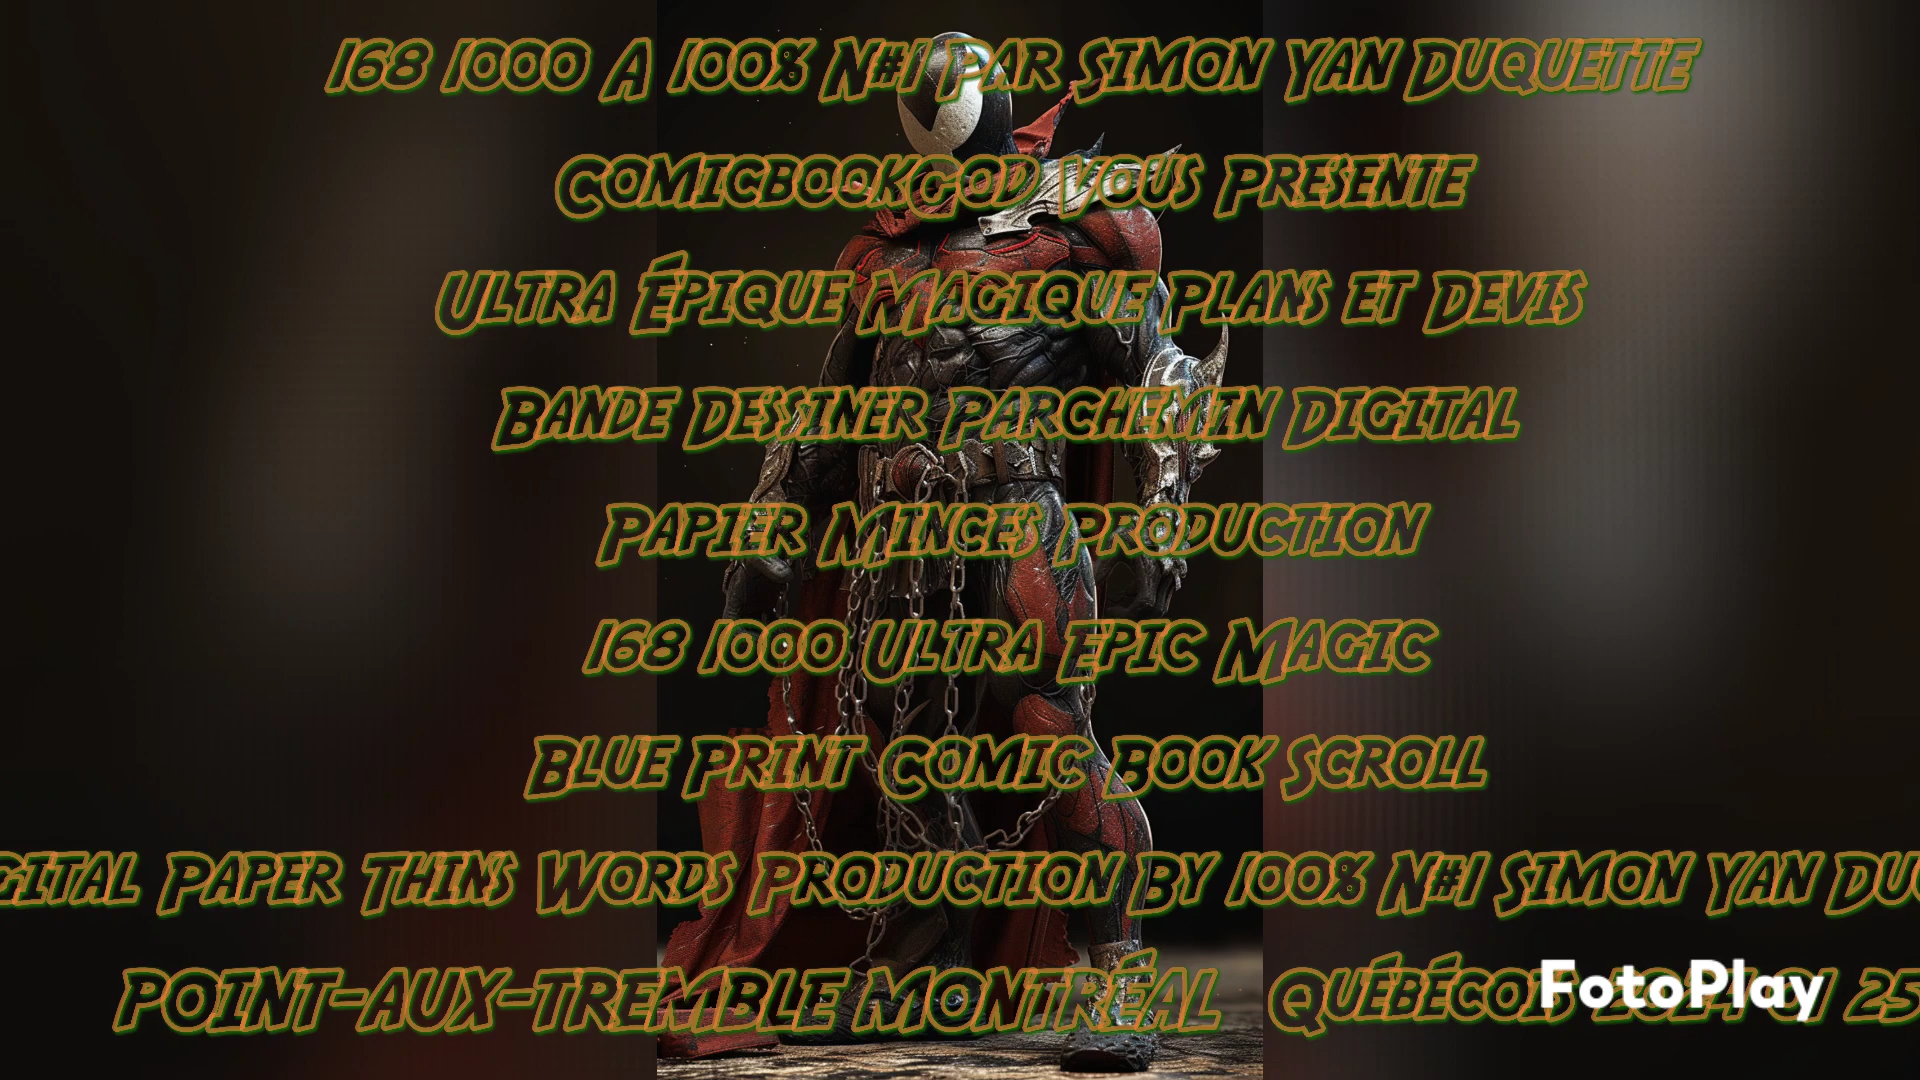 168 1000 A 100% N#1 Par Simon Yan Duquette
ComicbookGod Vous Presente
Ultra Épique Magique Plans et Devis
Bande Dessiner Parchemin Digital
Papier Minces Production
168 1000 Ultra Epic Magic
Blue Print Comic Book Scroll
gital Paper Thins Words Production By 100% N#1 Simon Yan Du
POINT-AUX-TREMBLE MONTRÉAL Québécois 25
FotoPlay